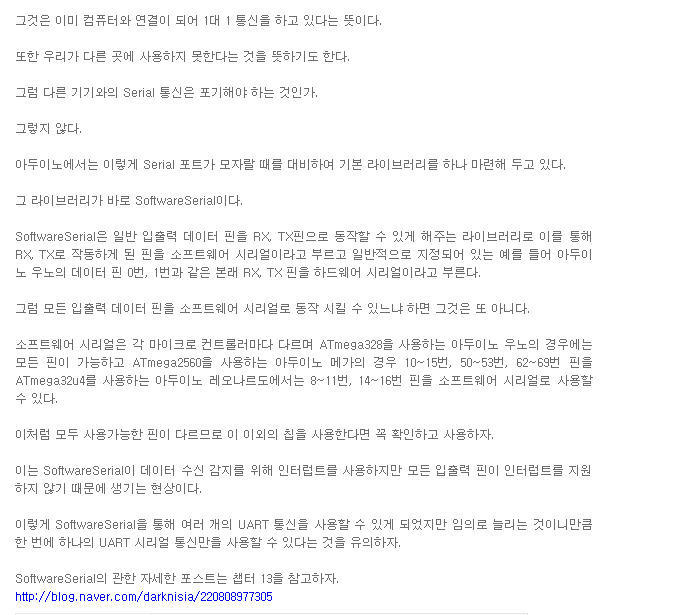 그것은 이미 컴퓨터와 연결이 되어 1대 1 통신을 하고 있다는 뜻이다.
또한 우리가 다른 곳에 사용하지 못한다는 것을 뜻하기도 한다.
그럼 다른 기기와의 Serial 통신은 포기해야 하는 것인가.
그렇지 않다.
아두이노에서는 이렇게 Serial 포트가 모자랄 때를 대비하여 기본 라이브러리를 하나 마련해 두고 있다.
그 라이브러리가 바로 SoftwareSerial이다.
SoftwareSerial은 일반 입출력 데이터 핀을 RX, TX핀으로 동작할 수 있게 해주는 라이브러리로 이를 통해
RX, TX로 작동하게 된 핀을 소프트웨어 시리얼이라고 부르고 일반적으로 지정되어 있는 예를 들어 아두이
노 우노의 데이터 핀 0번, 1번과 같은 본래 RX, TX 핀을 하드웨어 시리얼이라고 부른다.
그럼 모든 입출력 데이터 핀을 소프트웨어 시리얼로 동작 시킬 수 있느냐 하면 그것은 또 아니다.
소프트웨어 시리얼은 각 마이크로 컨트롤러마다 다르며 ATmega328을 사용하는 아두이노 우노의 경우에는
모든 핀이 가능하고 ATmega2560을 사용하는 아두이노 메가의 경우 10~15번, 50~53번, 62~69번 핀을
ATmega32u4를 사용하는 아두이노 레오나르도에서는 8~11번, 14~16번 핀을 소프트웨어 시리얼로 사용할
수 있다.
이처럼 모두 사용가능한 핀이 다르므로 이 이외의 칩을 사용한다면 꼭 확인하고 사용하자.
이는 SoftwareSerial이 데이터 수신 감지를 위해 인터럽트를 사용하지만 모든 입출력 핀이 인터럽트를 지원
하지 않기 때문에 생기는 현상이다.
이렇게 SoftwareSerial을 통해 여러 개의 UART 통신을 사용할 수 있게 되었지만 임의로 늘리는 것이니만큼
한 번에 하나의 UART 시리얼 통신만을 사용할 수 있다는 것을 유의하자.
SoftwareSerial의 관한 자세한 포스트는 챕터 13을 참고하자.
http://blog.naver.com/darknisia/220808977305